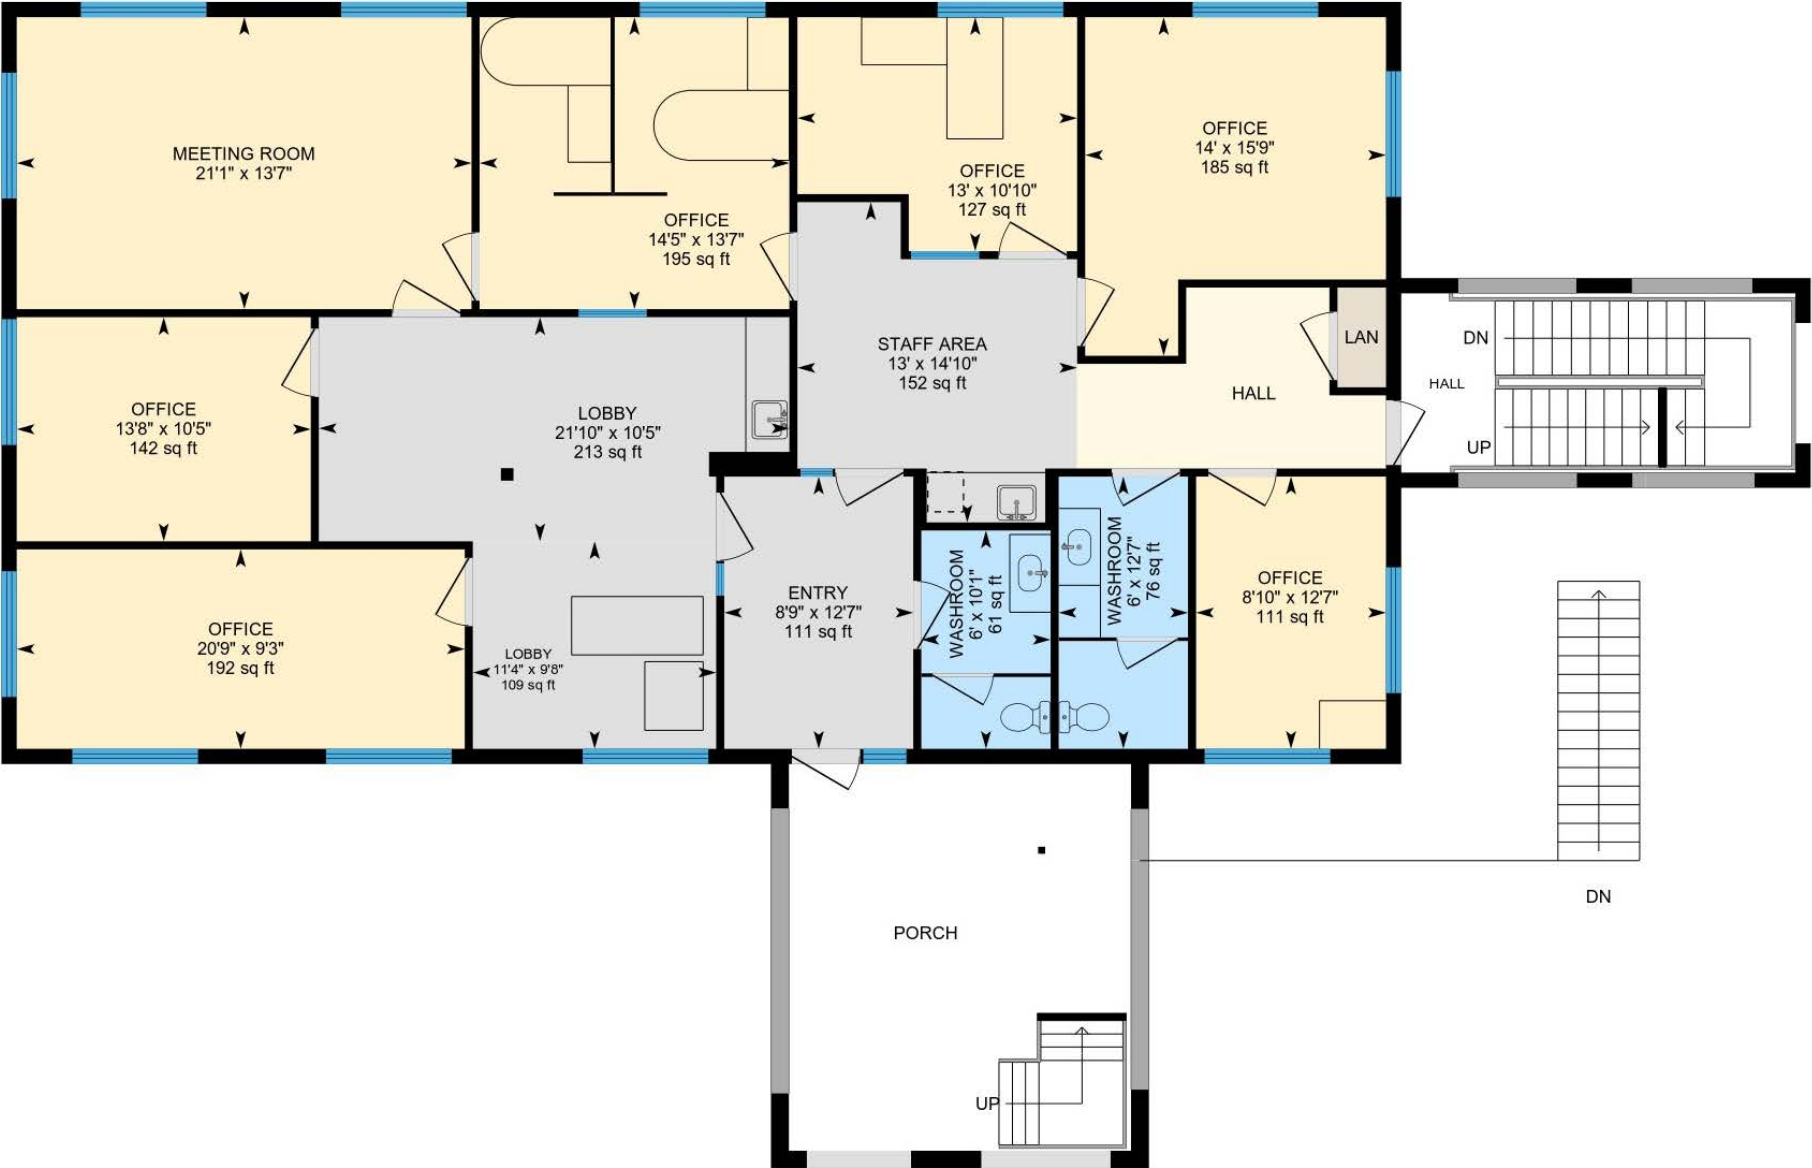 MEETING ROOM
21'1" x 13'7"
OFFICE
14'5" x 13'7"
195 sq ft
OFFICE
13' x 10'10"
127 sq ft
OFFICE
14' x 15'9"
185 sq ft
OFFICE
13'8" x 10'5"
142 sq ft
LOBBY
21'10" x 10'5"
213 sq ft
STAFF AREA
13' x 14'10"
152 sq ft
HALL
LAN
HALL
DN
UP
OFFICE
20'9" x 9'3"
192 sq ft
LOBBY
11'4" x 9'8"
109 sq ft
ENTRY
8'9" x 12'7"
111 sq ft
WASHROOM
6' x 10'1"
61 sq ft
WASHROOM
6' x 12'7"
76 sq ft
OFFICE
8'10" x 12'7"
111 sq ft
DN
PORCH
UP